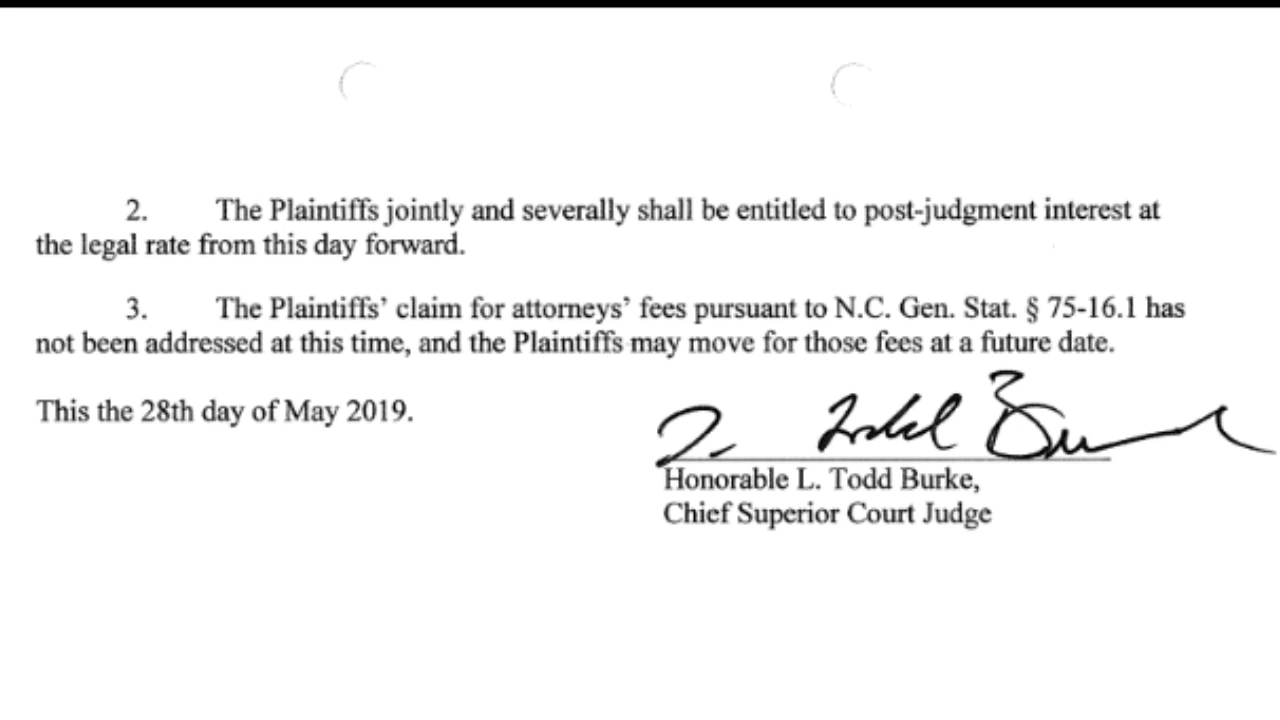 2. The Plaintiffs jointly and severally shall be entitled to post-judgment interest at
the legal rate from this day forward.
3. The Plaintiffs’ claim for attorneys’ fees pursuant to N.C. Gen. Stat. § 75-16.1 has
not been addressed at this time, and the Plaintiffs may move for those fees at a future date.
This the 28th day of May 2019.
L. Todd Burke
Honorable L. Todd Burke,
Chief Superior Court Judge